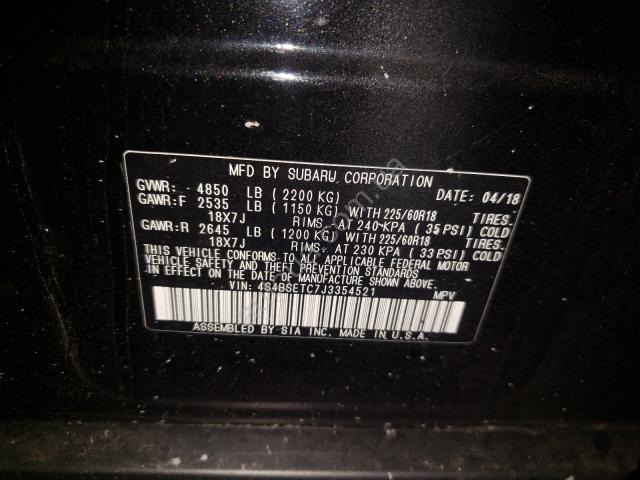 MFD BY SUBARU CORPORATION
GVWR: 4850 LB (2200 KG) DATE: 04/18
GAWR:F 2535 LB (1150 KG) WITH 225/60R18 TIRES,
18X7J RIMS, AT 240 KPA (35 PSI) COLD
GAWR:R 2645 LB (1200 KG) WITH 225/60R18 TIRES,
18X7J RIMS, AT 230 KPA (33 PSI) COLD
THIS VEHICLE CONFORMS TO ALL APPLICABLE FEDERAL MOTOR
VEHICLE SAFETY AND THEFT PREVENTION STANDARDS
IN EFFECT ON THE DATE OF MANUFACTURE SHOWN ABOVE.
VIN: 4S4BSETC7J3354521 MPV
ASSEMBLED BY SIA INC. MADE IN U.S.A.